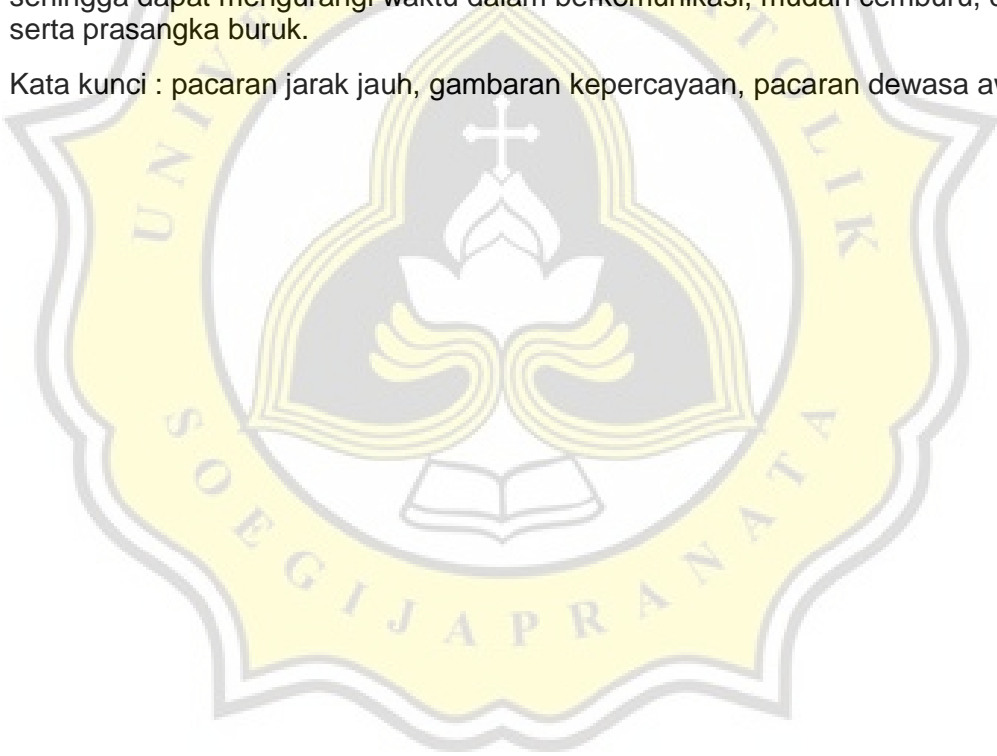 sehingga dapat mengurangi waktu dalam berkomunikasi, mudah cemburu,
serta prasangka buruk.
Kata kunci : pacaran jarak jauh, gambaran kepercayaan, pacaran dewasa
SOEGIJAPRANATA